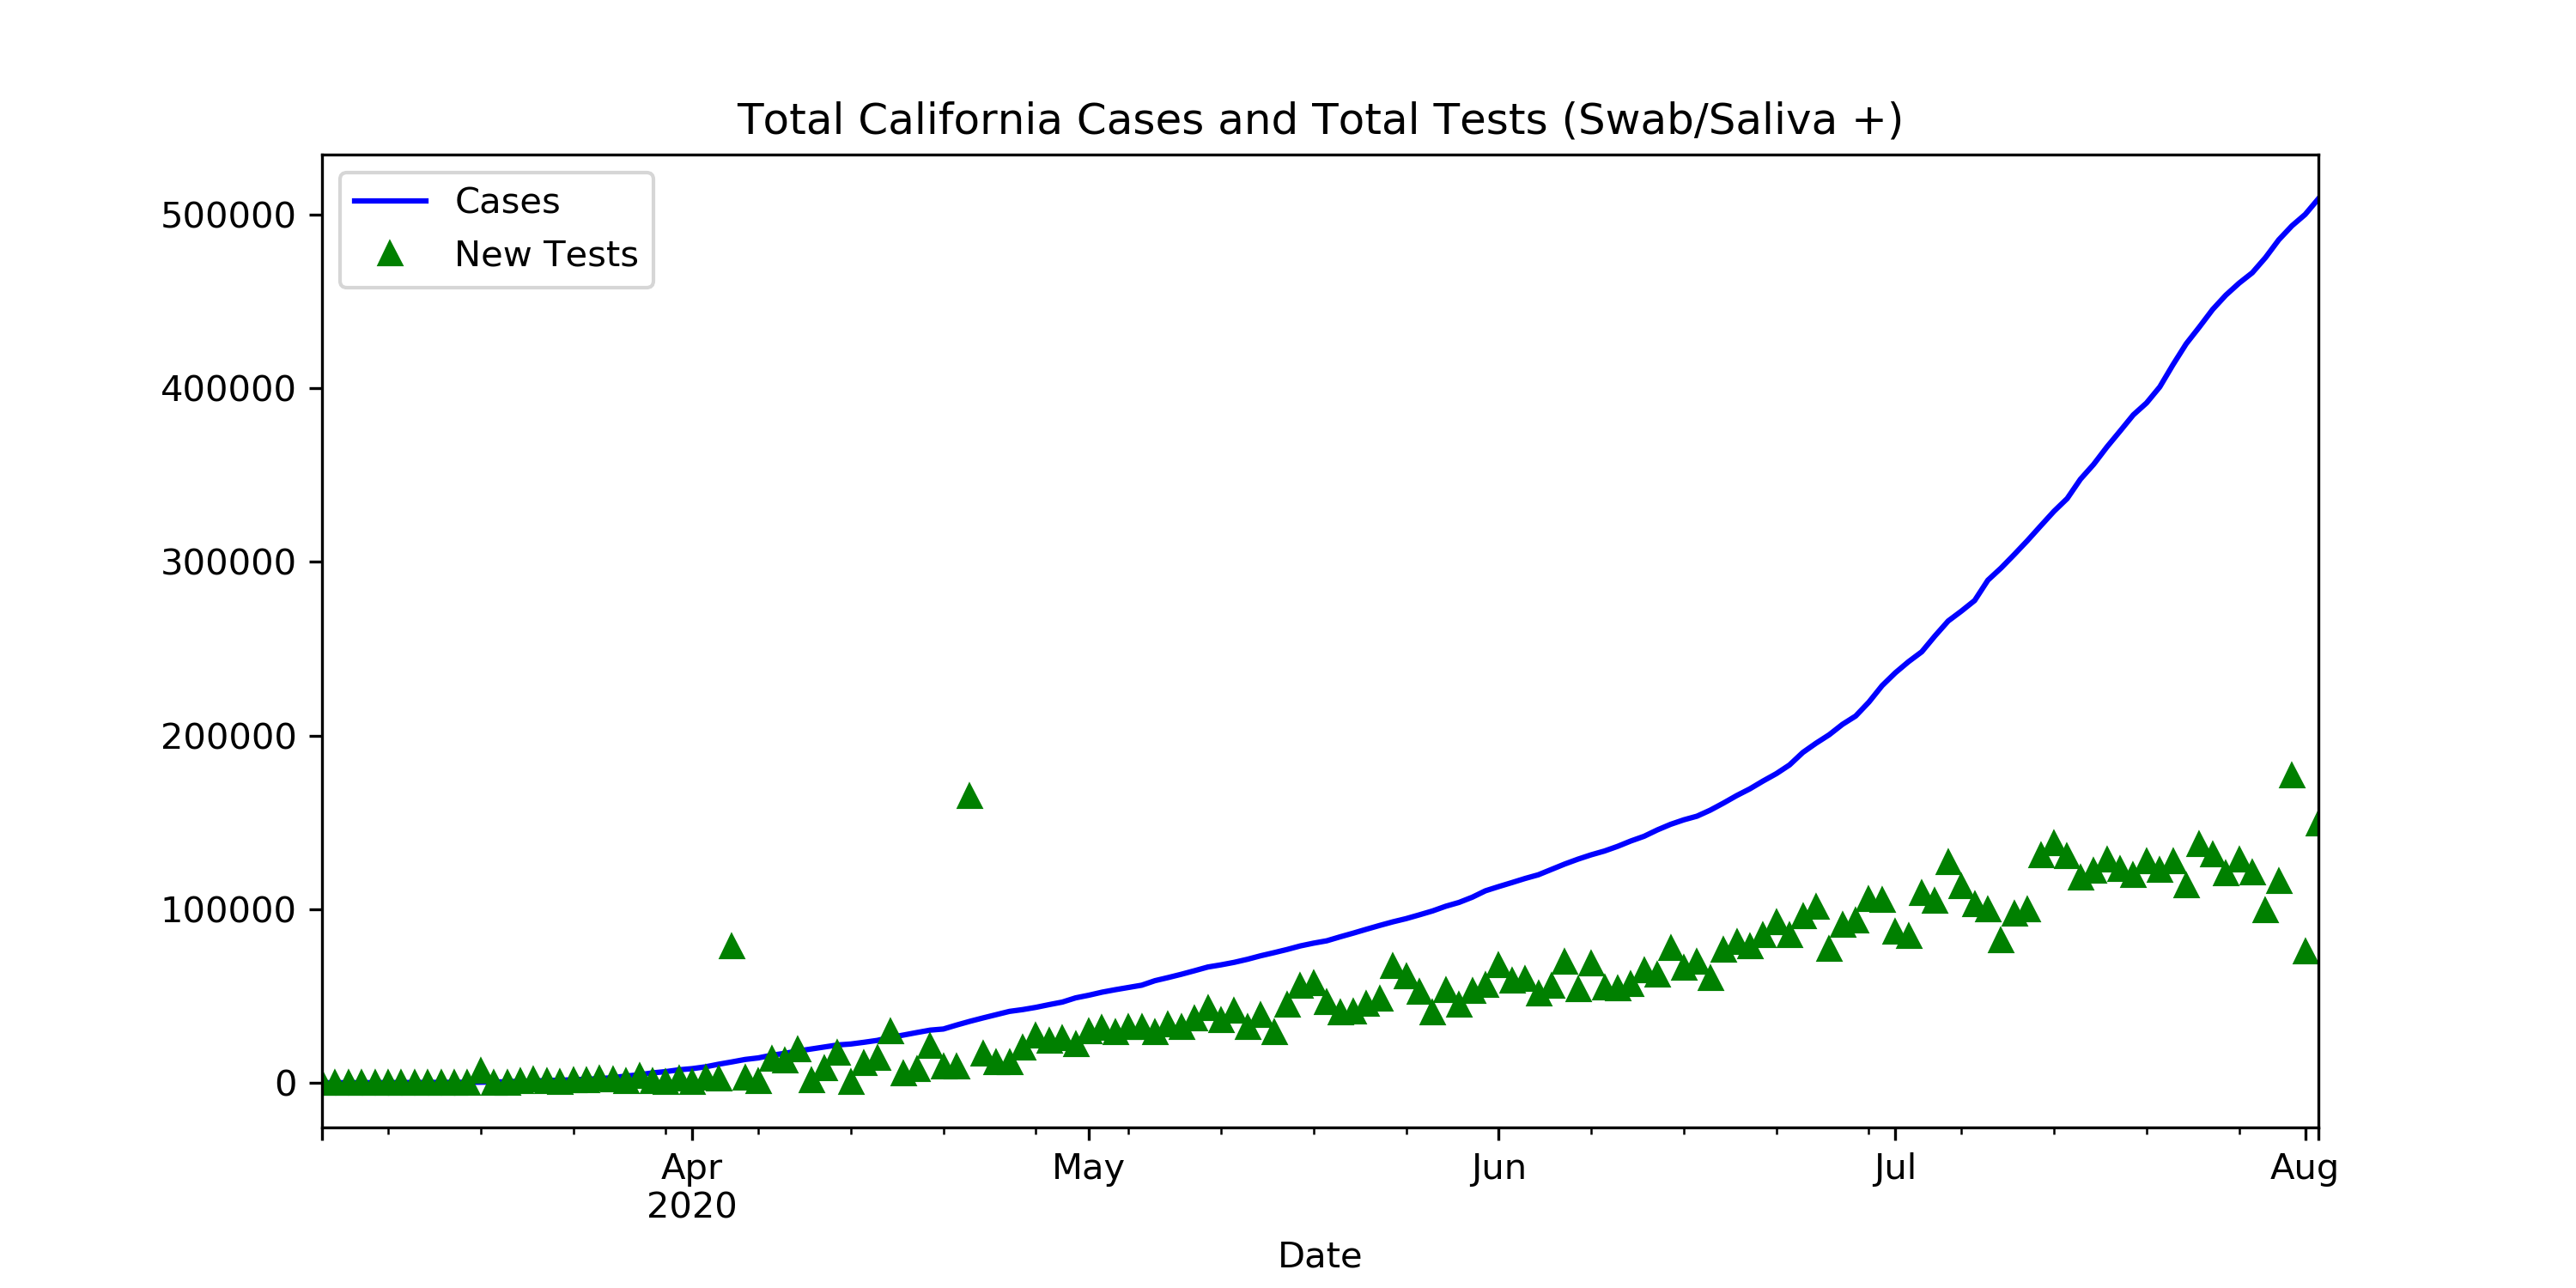 Total California Cases and Total Tests (Swab/Saliva +)
Cases
New Tests
500000
400000
300000
200000
100000
0
Apr
2020
May
Jun
Jul
Aug
Date